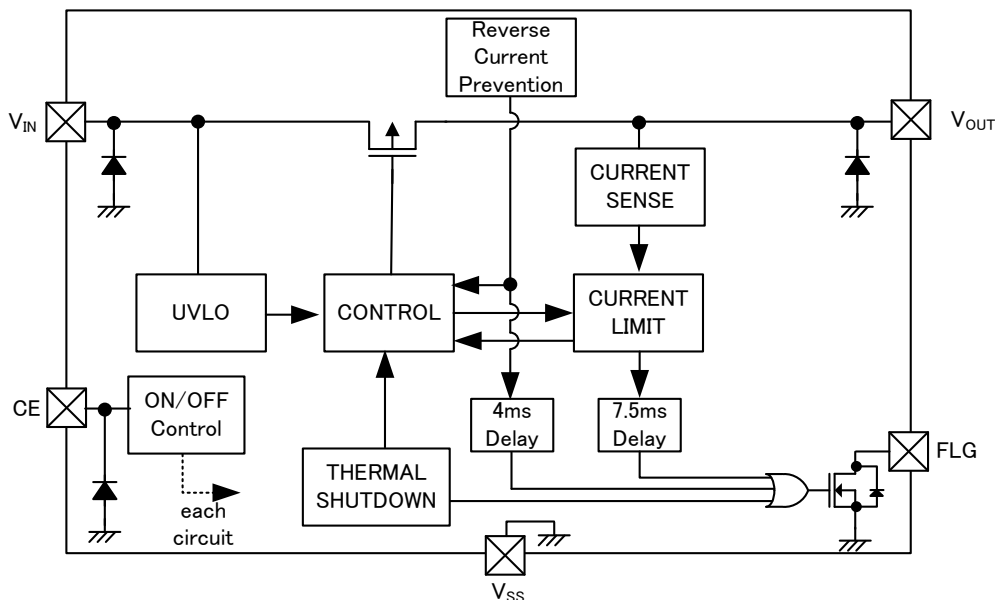 Reverse
Current
Prevention
VIN
VOUT
CURRENT
SENSE
UVLO
CONTROL
CURRENT
LIMIT
CE
ON/OFF
Control
4ms
Delay
7.5ms
Delay
FLG
THERMAL
SHUTDOWN
each
circuit
VSS